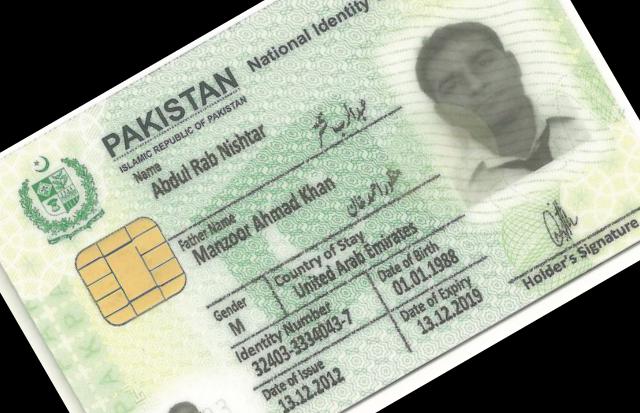 PAKISTAN National Identity
ISLAMIC REPUBLIC OF PAKISTAN
Name
Abdul Rab Nishtar
عبدالرب نشتر
Father Name
Manzoor Ahmad Khan
منظور احمد خان
Gender
M
Country of Stay
United Arab Emirates
Identity Number
32403-3334043-7
Date of Birth
01.01.1988
Date of Issue
13.12.2012
Date of Expiry
13.12.2019
Holder's Signature